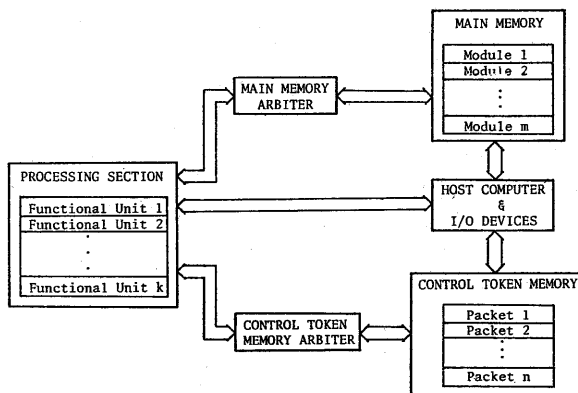 MAIN MEMORY
Module 1
Module 2
Module m
MAIN MEMORY
ARBITER
PROCESSING SECTION
Functional Unit 1
Functional Unit 2
Functional Unit k
HOST COMPUTER
&
I/O DEVICES
CONTROL TOKEN
MEMORY ARBITER
CONTROL TOKEN MEMORY
Packet 1
Packet 2
Packet n